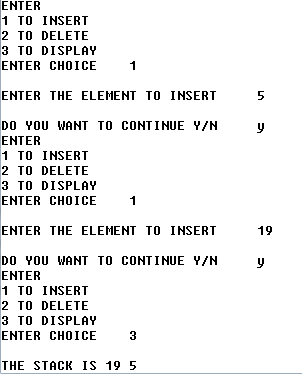 ENTER
1 TO INSERT
2 TO DELETE
3 TO DISPLAY
ENTER CHOICE 1
ENTER THE ELEMENT TO INSERT 5
DO YOU WANT TO CONTINUE Y/N y
ENTER
1 TO INSERT
2 TO DELETE
3 TO DISPLAY
ENTER CHOICE 1
ENTER THE ELEMENT TO INSERT 19
DO YOU WANT TO CONTINUE Y/N y
ENTER
1 TO INSERT
2 TO DELETE
3 TO DISPLAY
ENTER CHOICE 3
THE STACK IS 19 5